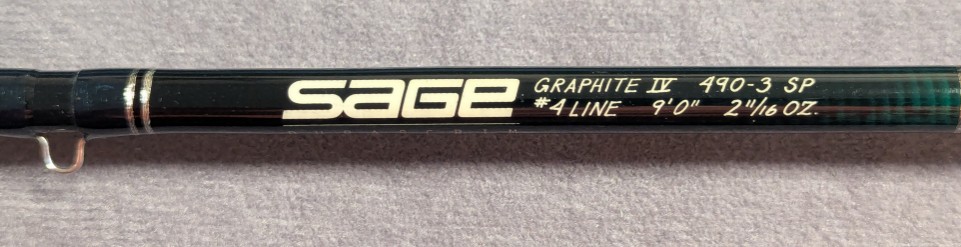 SAGE
GRAPHITE IV 490-3 SP
#4 LINE 9'0" 2 11/16 OZ.